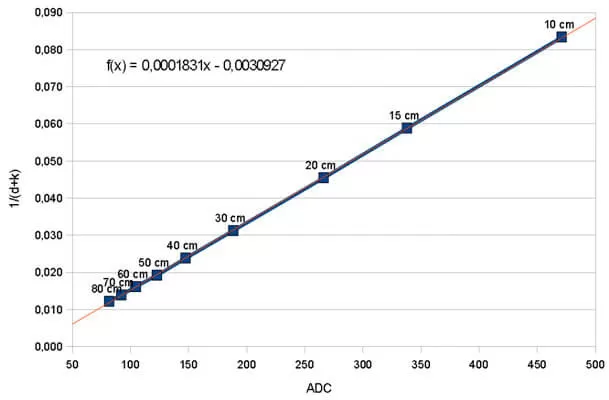 0,090
0,080
0,070
0,060
0,050
0,040
0,030
0,020
0,010
0,000
1/(d+k)
f(x) = 0,0001831x - 0,0030927
10 cm
15 cm
20 cm
30 cm
40 cm
50 cm
60 cm
70 cm
80 cm
50 100 150 200 250 300 350 400 450 500
ADC